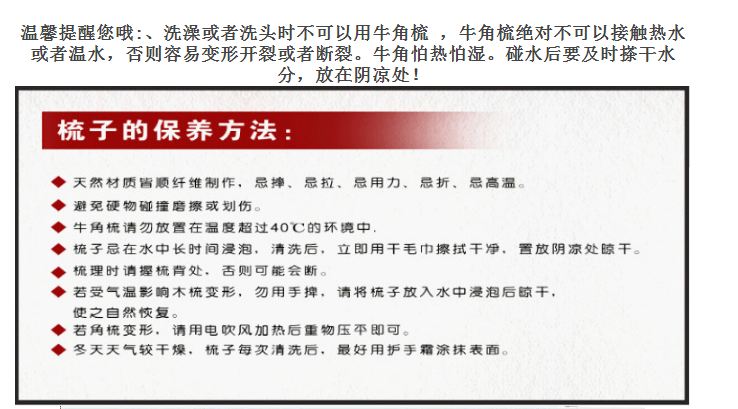 温馨提醒您哦:、洗澡或者洗头时不可以用牛角梳 ，牛角梳绝对不可以接触热水
或者温水，否则容易变形开裂或者断裂。牛角怕热怕湿。碰水后要及时搽干水
分，放在阴凉处！
梳子的保养方法：
◆ 天然材质皆顺纤维制作，忌摔、忌拉、忌用力、忌折、忌高温。
◆ 避免硬物碰撞磨擦或划伤。
◆ 牛角梳请勿放置在温度超过40℃的环境中.
◆ 梳子忌在水中长时间浸泡，清洗后，立即用干毛巾擦拭干净，置放阴凉处晾干。
◆ 梳理时请握梳背处，否则可能会断。
◆ 若受气温影响木梳变形，勿用手捭，请将梳子放入水中浸泡后晾干，
使之自然恢复。
◆ 若角梳变形，请用电吹风加热后重物压平即可。
◆ 冬天天气较干燥，梳子每次清洗后，最好用护手霜涂抹表面。